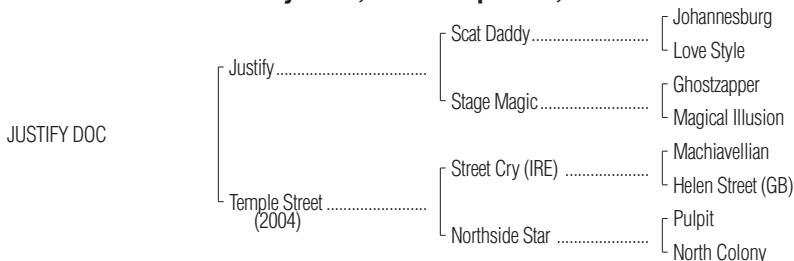 Johannesburg
Scat Daddy
Love Style
Justify
Ghostzapper
Stage Magic
Magical Illusion
JUSTIFY DOC
Machiavellian
Street Cry (IRE)
Helen Street (GB)
Temple Street
(2004)
Pulpit
Northside Star
North Colony